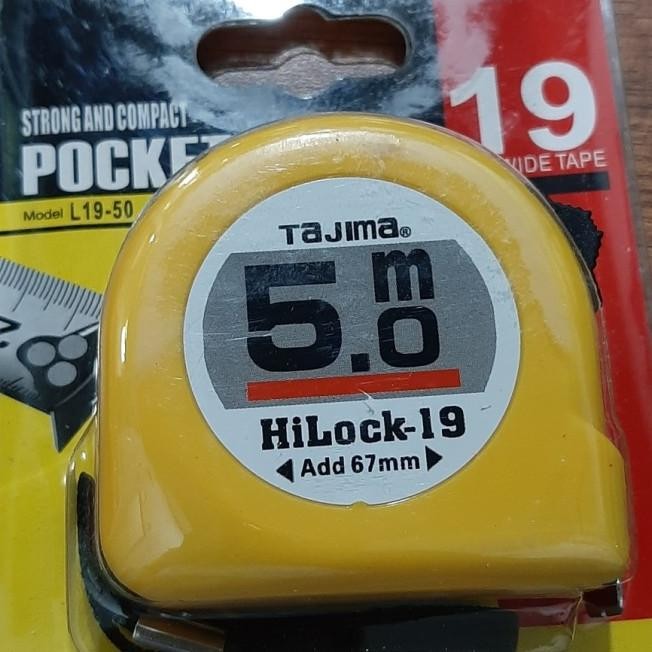 STRONG AND COMPACT
POCKET
Model L19-50
19
WIDE TAPE
TaJIma®
5.0
m
HiLock-19
◀Add 67mm▶